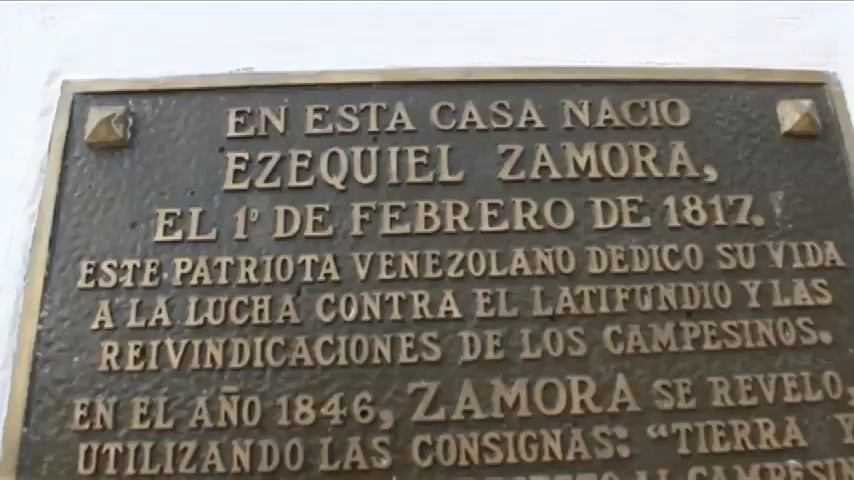 EN ESTA CASA NACIO
EZEQUIEL ZAMORA,
EL 1º DE FEBRERO DE 1817.
ESTE PATRIOTA VENEZOLANO DEDICO SU VIDA
A LA LUCHA CONTRA EL LATIFUNDIO Y LAS
REIVINDICACIONES DE LOS CAMPESINOS.
EN EL AÑO 1846, ZAMORA SE REVELO,
UTILIZANDO LAS CONSIGNAS: "TIERRA Y
AL CAMPESIN